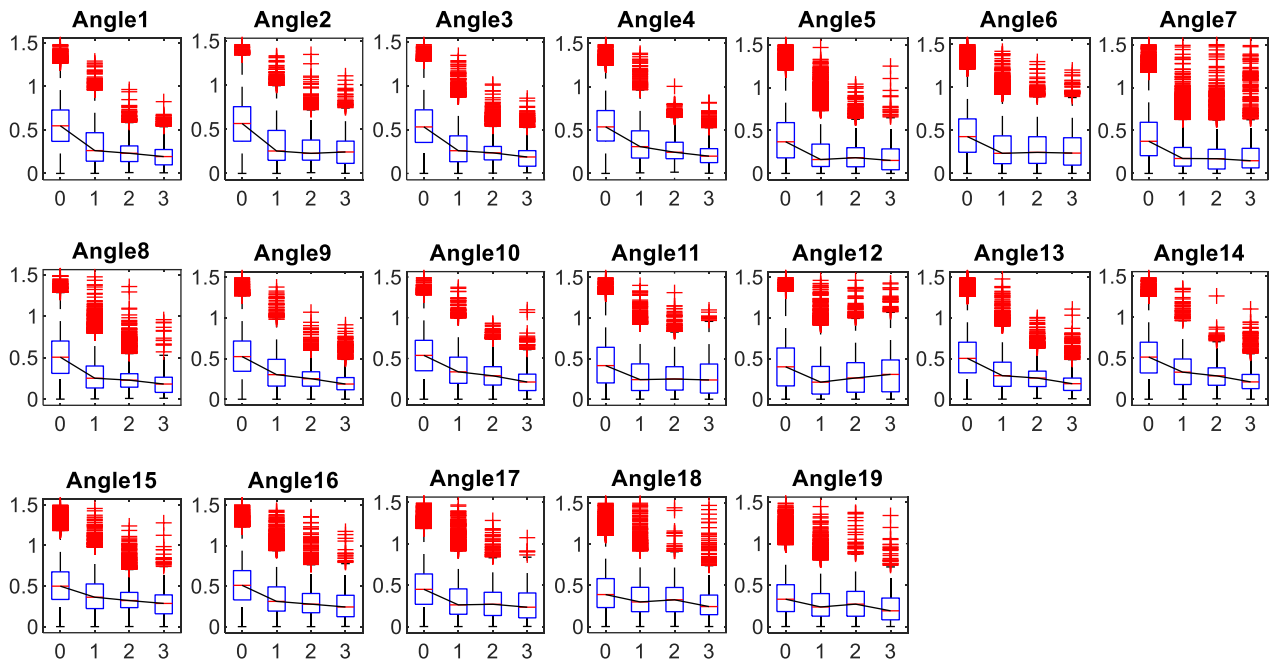 Angle1 Angle2 Angle3 Angle4 Angle5 Angle6 Angle7
1.5 1.5 1.5 1.5 1.5 1.5 1.5
1 1 1 1 1 1 1
0.5 0.5 0.5 0.5 0.5 0.5 0.5
0 0 0 0 0 0 0
0 1 2 3 0 1 2 3 0 1 2 3 0 1 2 3 0 1 2 3 0 1 2 3 0 1 2 3
Angle8 Angle9 Angle10 Angle11 Angle12 Angle13 Angle14
1.5 1.5 1.5 1.5 1.5 1.5 1.5
1 1 1 1 1 1 1
0.5 0.5 0.5 0.5 0.5 0.5 0.5
0 0 0 0 0 0 0
0 1 2 3 0 1 2 3 0 1 2 3 0 1 2 3 0 1 2 3 0 1 2 3 0 1 2 3
Angle15 Angle16 Angle17 Angle18 Angle19
1.5 1.5 1.5 1.5 1.5
1 1 1 1 1
0.5 0.5 0.5 0.5 0.5
0 0 0 0 0
0 1 2 3 0 1 2 3 0 1 2 3 0 1 2 3 0 1 2 3